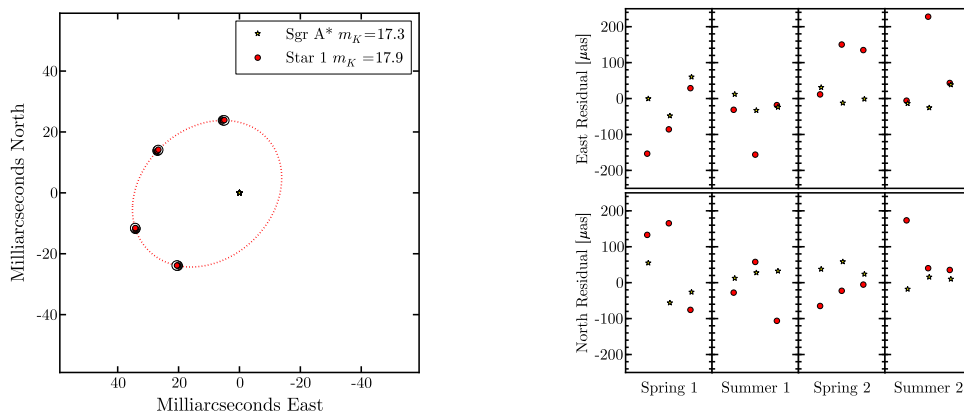 Sgr A* m_K=17.3
Star 1 m_K=17.9
Milliarcseconds North
40
20
0
-20
-40
40 20 0 -20 -40
Milliarcseconds East
East Residual [μas]
200
100
0
-100
-200
North Residual [μas]
200
100
0
-100
-200
Spring 1 Summer 1 Spring 2 Summer 2